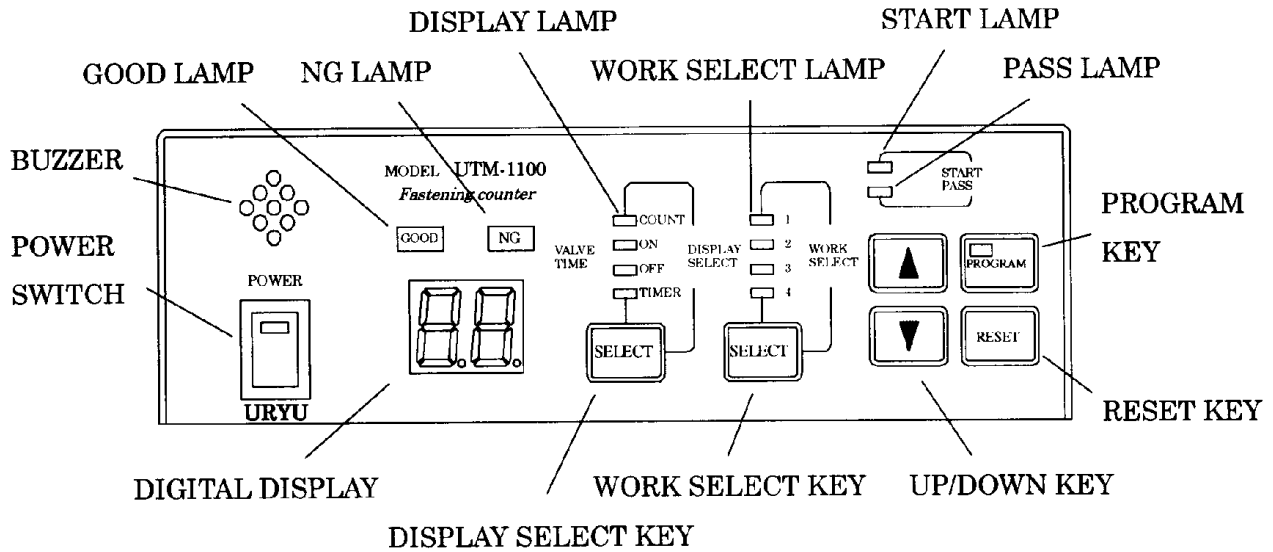 DISPLAY LAMP
START LAMP
GOOD LAMP
NG LAMP
WORK SELECT LAMP
PASS LAMP
BUZZER
MODEL UTM-1100
Fastening counter
START
PASS
COUNT
1
PROGRAM
KEY
GOOD
NG
VALVE
TIME
ON
OFF
TIMER
DISPLAY
SELECT
2
3
4
WORK
SELECT
▲
PROGRAM
POWER
SWITCH
POWER
88
SELECT
SELECT
▼
RESET
URYU
RESET KEY
DIGITAL DISPLAY
WORK SELECT KEY
UP/DOWN KEY
DISPLAY SELECT KEY